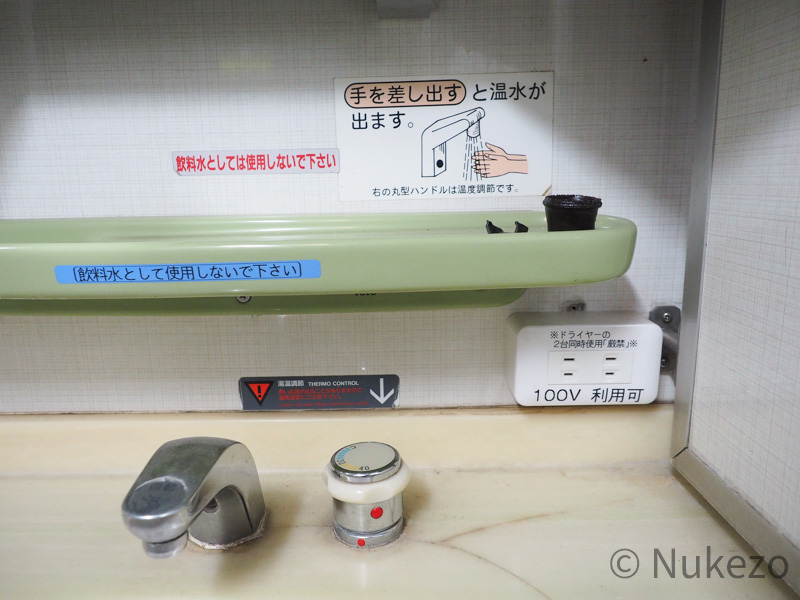 手を差し出すと温水が
出ます。
右の丸型ハンドルは温度調節です。
飲料水としては使用しないで下さい
(飲料水として使用しないで下さい)
※ドライヤーの
2台同時使用「厳禁」※
100V 利用可
湯温調節 THERMO CONTROL
40
© Nukezo